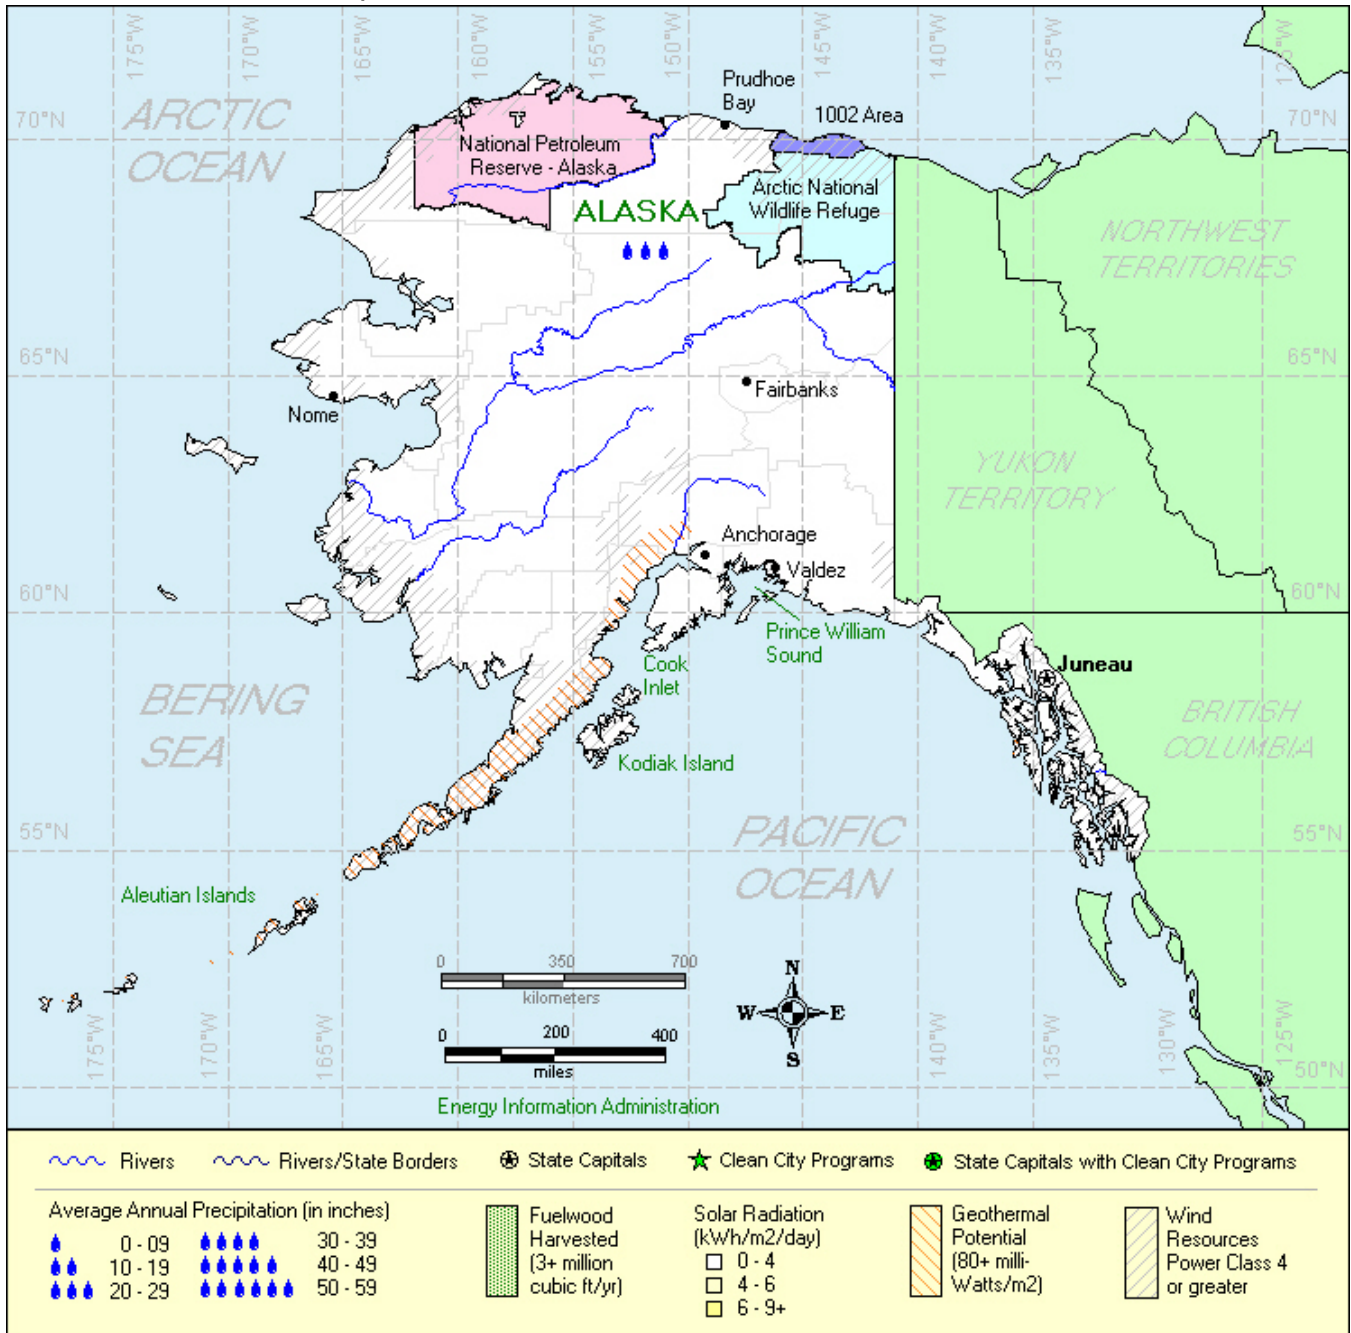 175°W
170°W
165°W
160°W
155°W
150°W
145°W
140°W
135°W
125°W
ARCTIC
OCEAN
70°N
70°N
Prudhoe
Bay
1002 Area
National Petroleum
Reserve - Alaska
Arctic National
Wildlife Refuge
ALASKA
NORTHWEST
TERRITORIES
65°N
65°N
Fairbanks
Nome
YUKON
TERRITORY
Anchorage
Valdez
60°N
60°N
Prince William
Sound
Cook
Inlet
Juneau
BERING
SEA
BRITISH
COLUMBIA
Kodiak Island
55°N
55°N
PACIFIC
OCEAN
Aleutian Islands
0 350 700
kilometers
N
W E
S
0 200 400
miles
175°W
170°W
165°W
140°W
135°W
130°W
125°W
50°N
Energy Information Administration
Rivers
Rivers/State Borders
State Capitals
Clean City Programs
State Capitals with Clean City Programs
Average Annual Precipitation (in inches)
0 - 09
10 - 19
20 - 29
30 - 39
40 - 49
50 - 59
Fuelwood
Harvested
(3+ million
cubic ft/yr)
Solar Radiation
(kWh/m2/day)
0 - 4
4 - 6
6 - 9+
Geothermal
Potential
(80+ milli-
Watts/m2)
Wind
Resources
Power Class 4
or greater